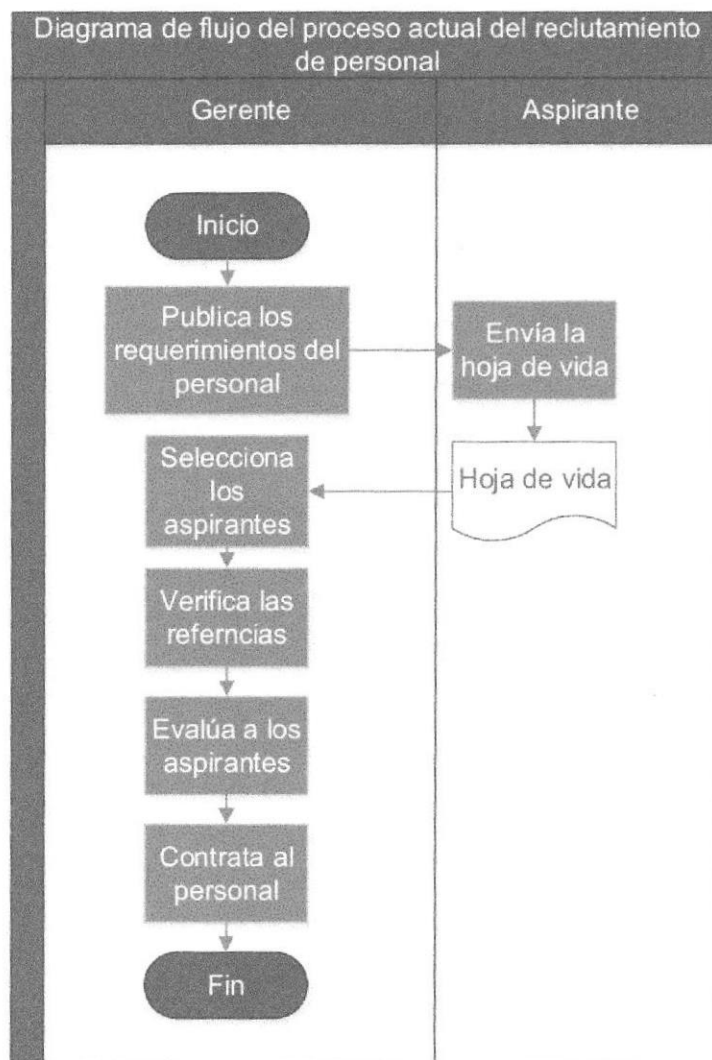 Diagrama de flujo del proceso actual del reclutamiento
de personal
Gerente
Aspirante
Inicio
Publica los
requerimientos del
personal
Envía la
hoja de vida
Hoja de vida
Selecciona
los
aspirantes
Verifica las
referncias
Evalúa a los
aspirantes
Contrata al
personal
Fin